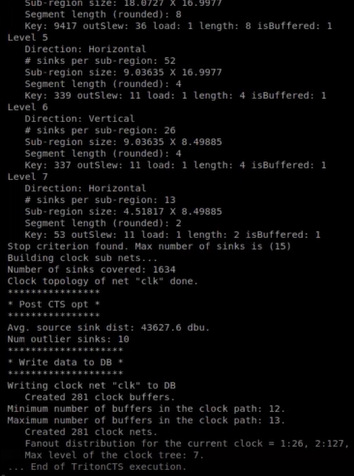 Sub-region size: 18.0727 X 16.9977
Segment length (rounded): 8
Key: 9417 outSlew: 36 load: 1 length: 8 isBuffered: 1
Level 5
Direction: Horizontal
# sinks per sub-region: 52
Sub-region size: 9.03635 X 16.9977
Segment length (rounded): 4
Key: 339 outSlew: 11 load: 1 length: 4 isBuffered: 1
Level 6
Direction: Vertical
# sinks per sub-region: 26
Sub-region size: 9.03635 X 8.49885
Segment length (rounded): 4
Key: 337 outSlew: 11 load: 1 length: 4 isBuffered: 1
Level 7
Direction: Horizontal
# sinks per sub-region: 13
Sub-region size: 4.51817 X 8.49885
Segment length (rounded): 2
Key: 53 outSlew: 11 load: 1 length: 2 isBuffered: 1
Stop criterion found. Max number of sinks is (15)
Building clock sub nets...
Number of sinks covered: 1634
Clock topology of net "clk" done.
****************
* Post CTS opt *
****************
Avg. source sink dist: 43627.6 dbu.
Num outlier sinks: 10
********************
* Write data to DB *
********************
Writing clock net "clk" to DB
Created 281 clock buffers.
Minimum number of buffers in the clock path: 12.
Maximum number of buffers in the clock path: 13.
Created 281 clock nets.
Fanout distribution for the current clock = 1:26, 2:127,
Max level of the clock tree: 7.
... End of TritonCTS execution.